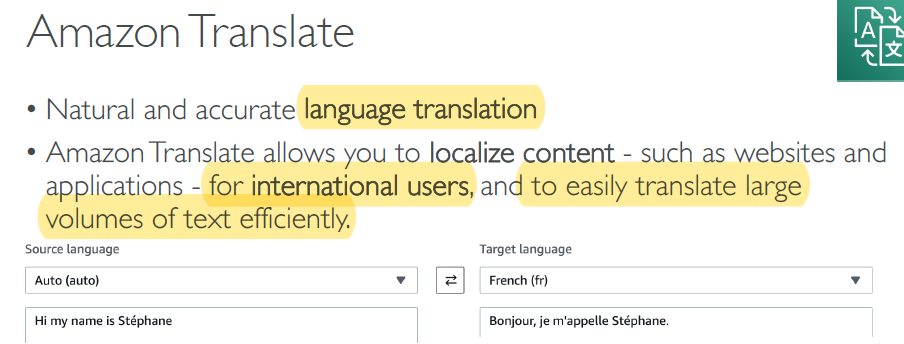 Amazon Translate
A
文
• Natural and accurate language translation
• Amazon Translate allows you to localize content - such as websites and
applications - for international users, and to easily translate large
volumes of text efficiently.
Source language
Target language
Auto (auto)
French (fr)
Hi my name is Stéphane
Bonjour, je m'appelle Stéphane.